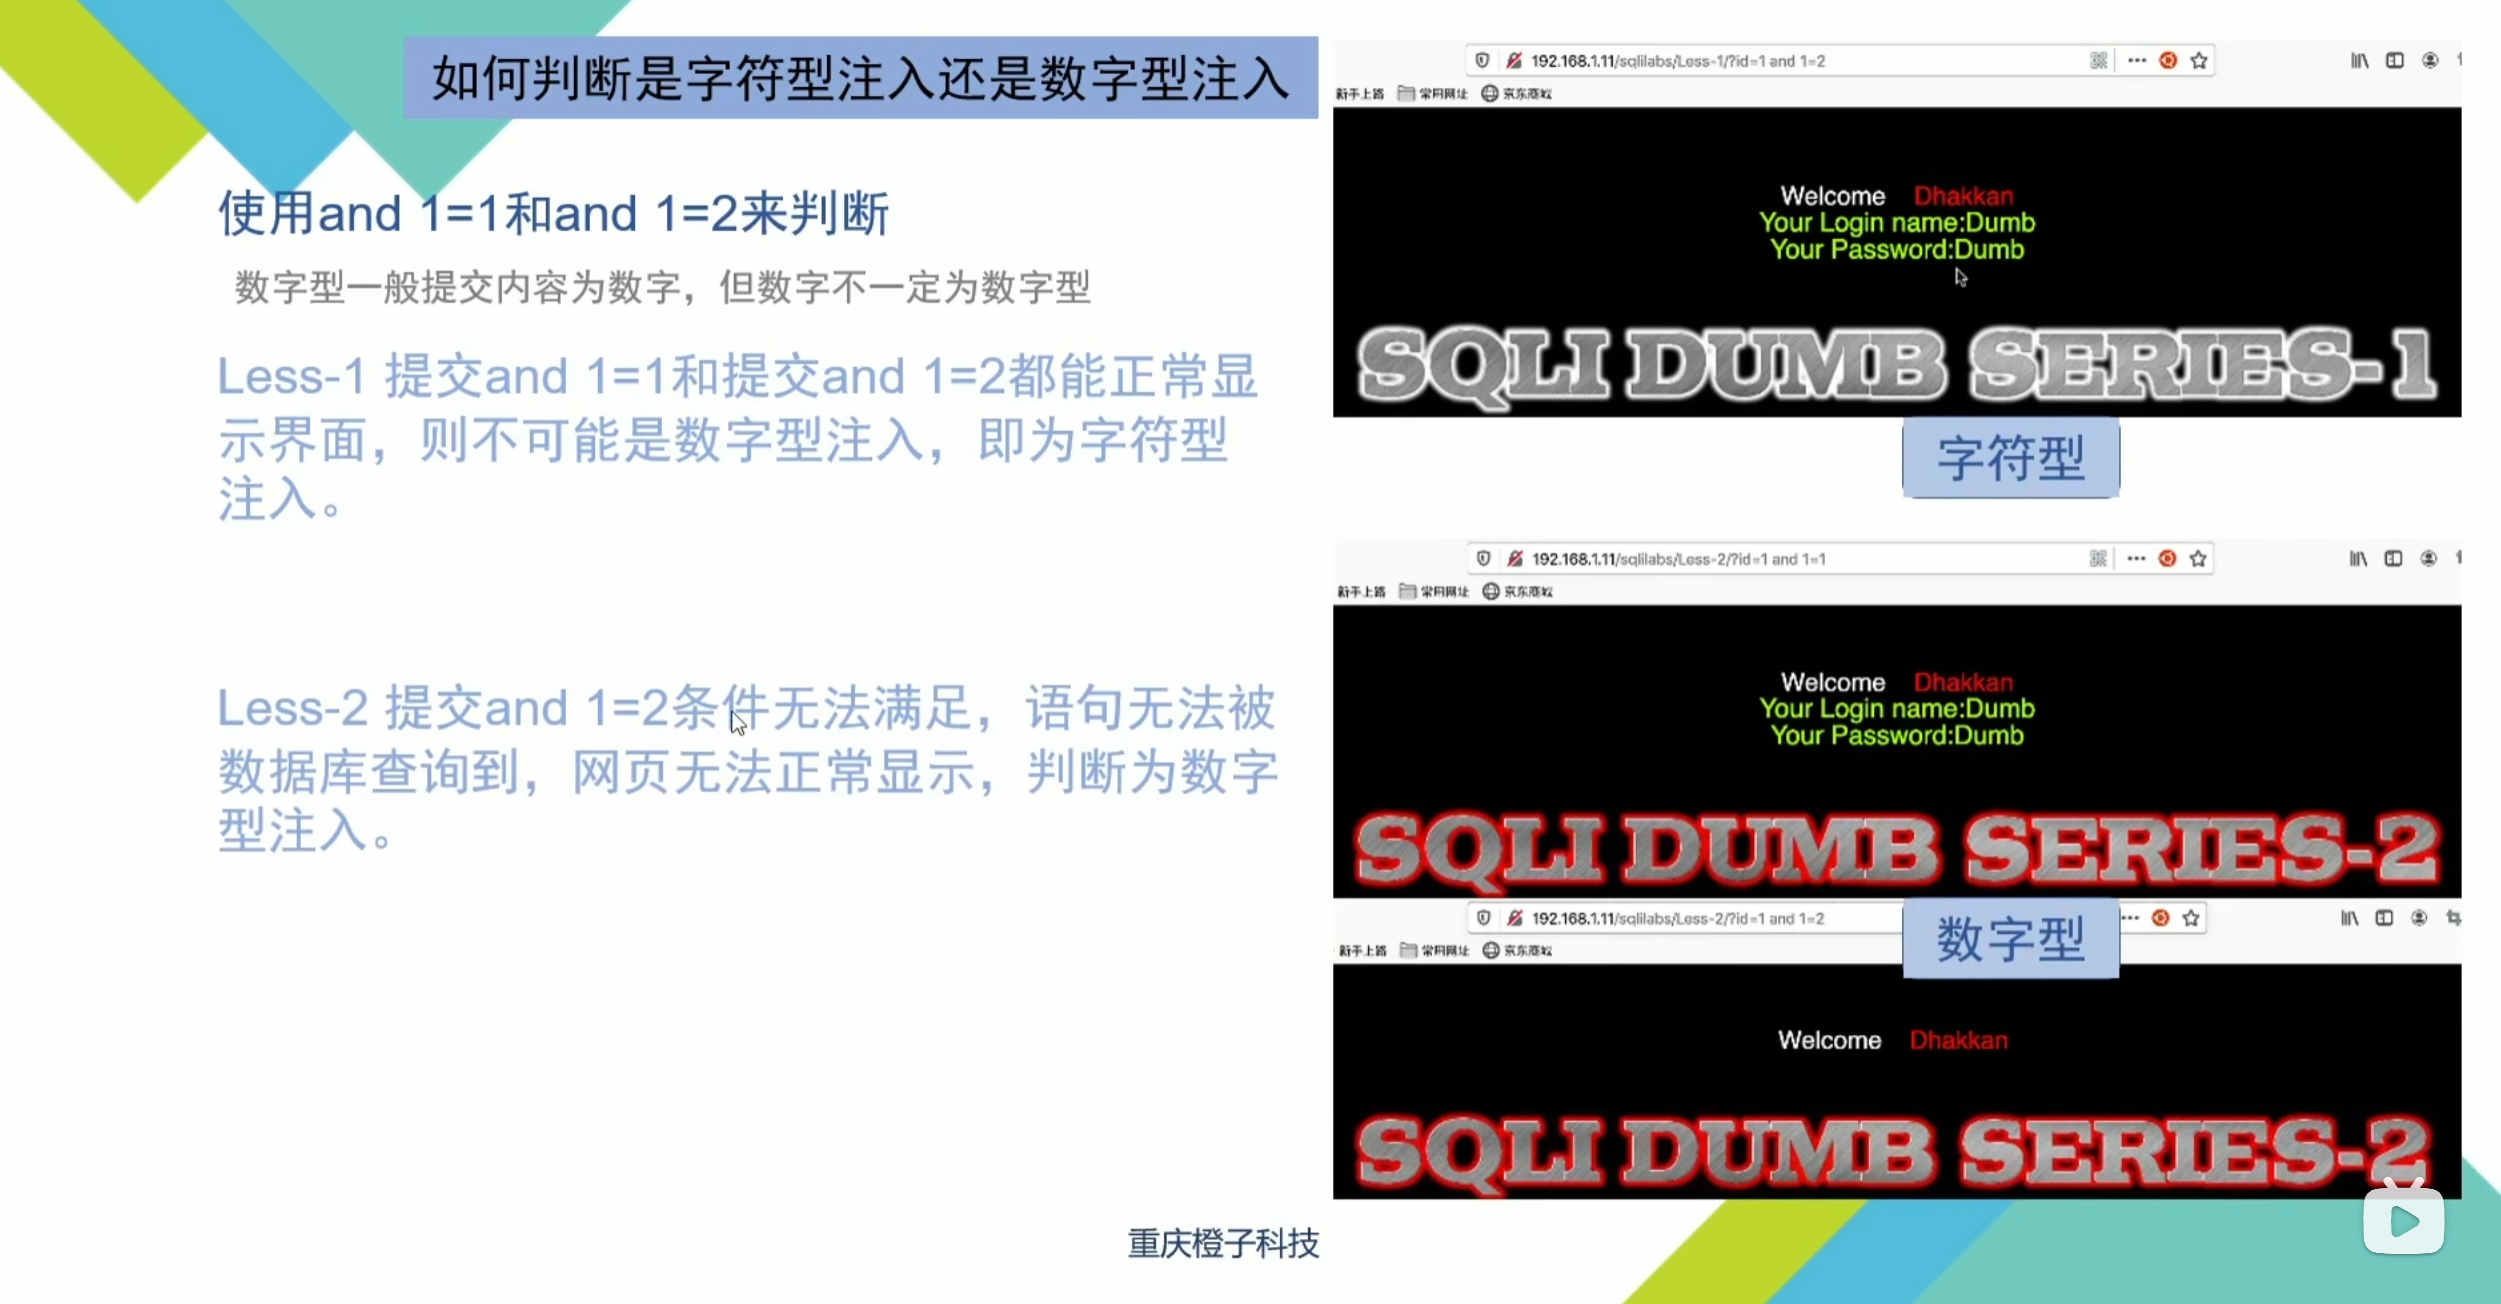 如何判断是字符型注入还是数字型注入
使用and 1=1和and 1=2来判断
数字型一般提交内容为数字，但数字不一定为数字型
Less-1 提交and 1=1和提交and 1=2都能正常显
示界面，则不可能是数字型注入，即为字符型
注入。
Less-2 提交and 1=2条件无法满足，语句无法被
数据库查询到，网页无法正常显示，判断为数字
型注入。
192.168.1.11/sqlilabs/Less-1/?id=1 and 1=2
新手上路 常用网址 京东商城
Welcome Dhakkan
Your Login name:Dumb
Your Password:Dumb
SQLI DUMB SERIES-1
字符型
192.168.1.11/sqlilabs/Less-2/?id=1 and 1=1
新手上路 常用网址 京东商城
Welcome Dhakkan
Your Login name:Dumb
Your Password:Dumb
SQLI DUMB SERIES-2
192.168.1.11/sqlilabs/Less-2/?id=1 and 1=2
数字型
新手上路 常用网址 京东商城
Welcome Dhakkan
SQLI DUMB SERIES-2
重庆橙子科技